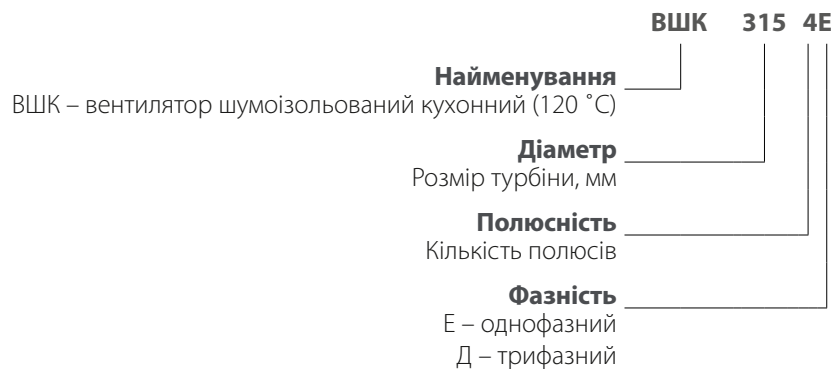 ВШК 315 4Е
Найменування
ВШК – вентилятор шумоізольований кухонний (120 ˚С)
Діаметр
Розмір турбіни, мм
Полюсність
Кількість полюсів
Фазність
Е – однофазний
Д – трифазний